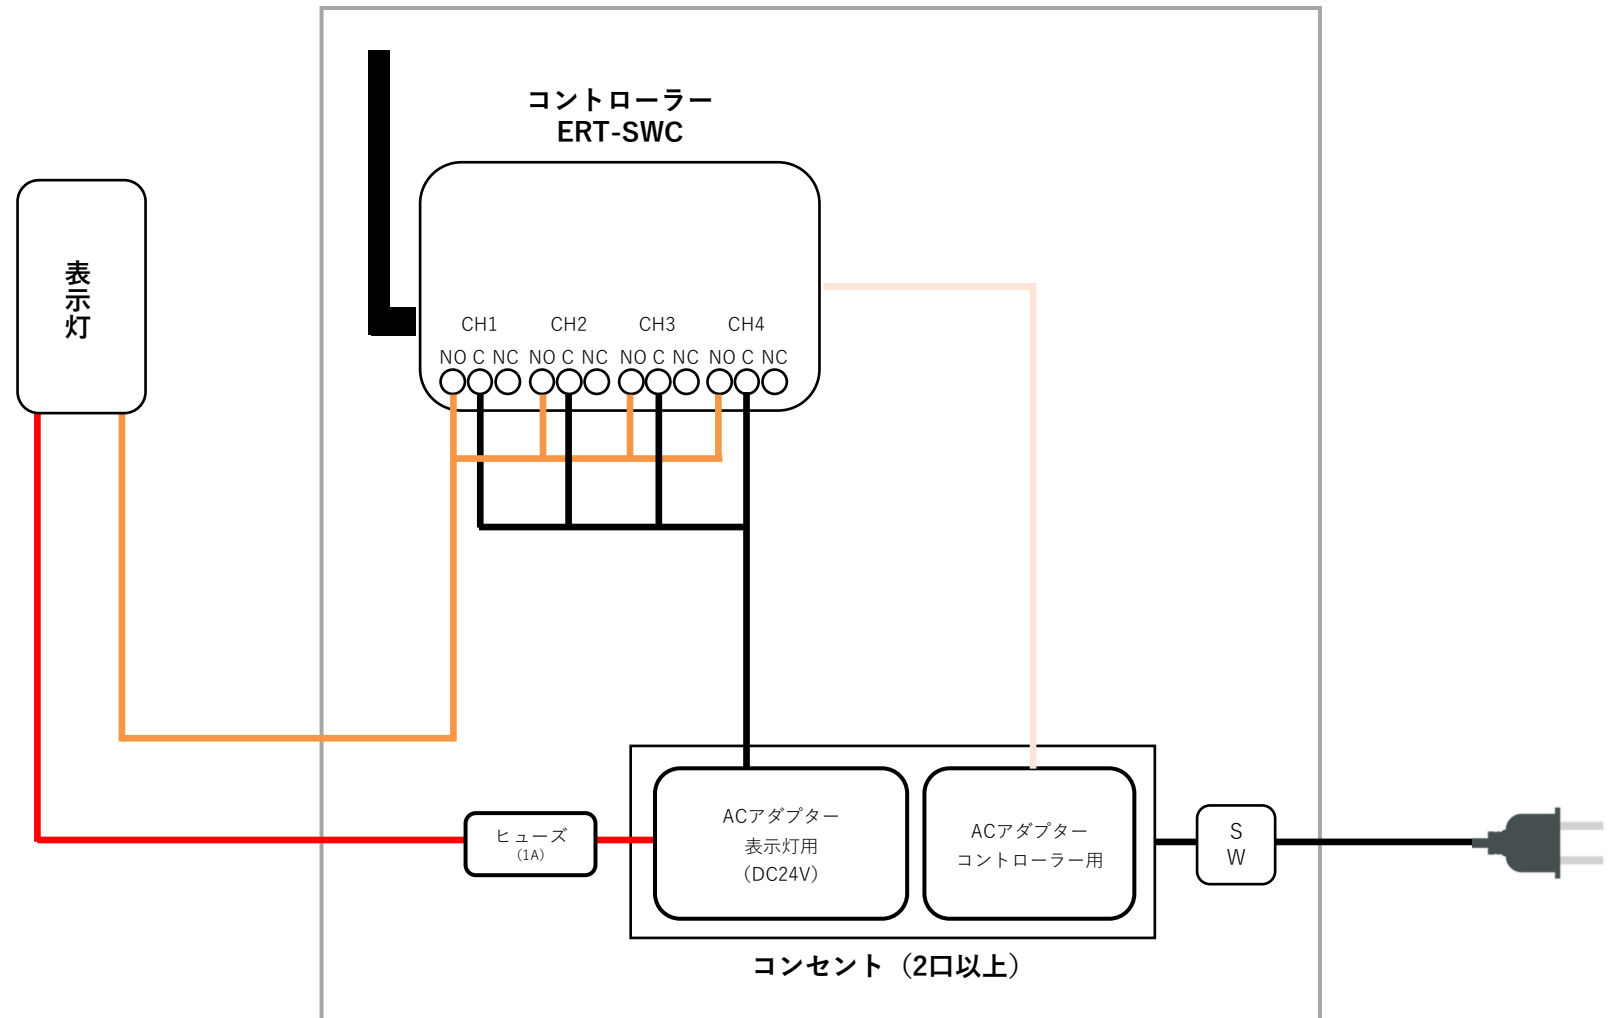 コントローラー
ERT-SWC
表示灯
CH1 CH2 CH3 CH4
NO C NC NO C NC NO C NC NO C NC
ヒューズ
（1A）
ACアダプター
表示灯用
（DC24V）
ACアダプター
コントローラー用
S
W
コンセント（2口以上）